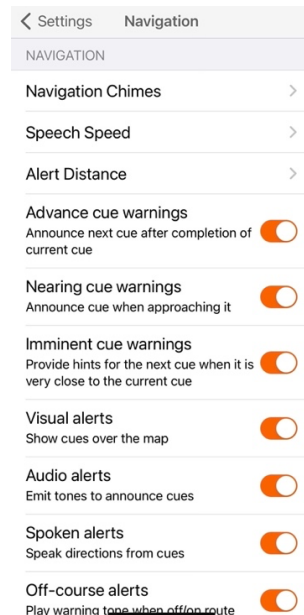 Settings Navigation
NAVIGATION
Navigation Chimes
Speech Speed
Alert Distance
Advance cue warnings
Announce next cue after completion of
current cue
Nearing cue warnings
Announce cue when approaching it
Imminent cue warnings
Provide hints for the next cue when it is
very close to the current cue
Visual alerts
Show cues over the map
Audio alerts
Emit tones to announce cues
Spoken alerts
Speak directions from cues
Off-course alerts
Play warning tone when off/on route